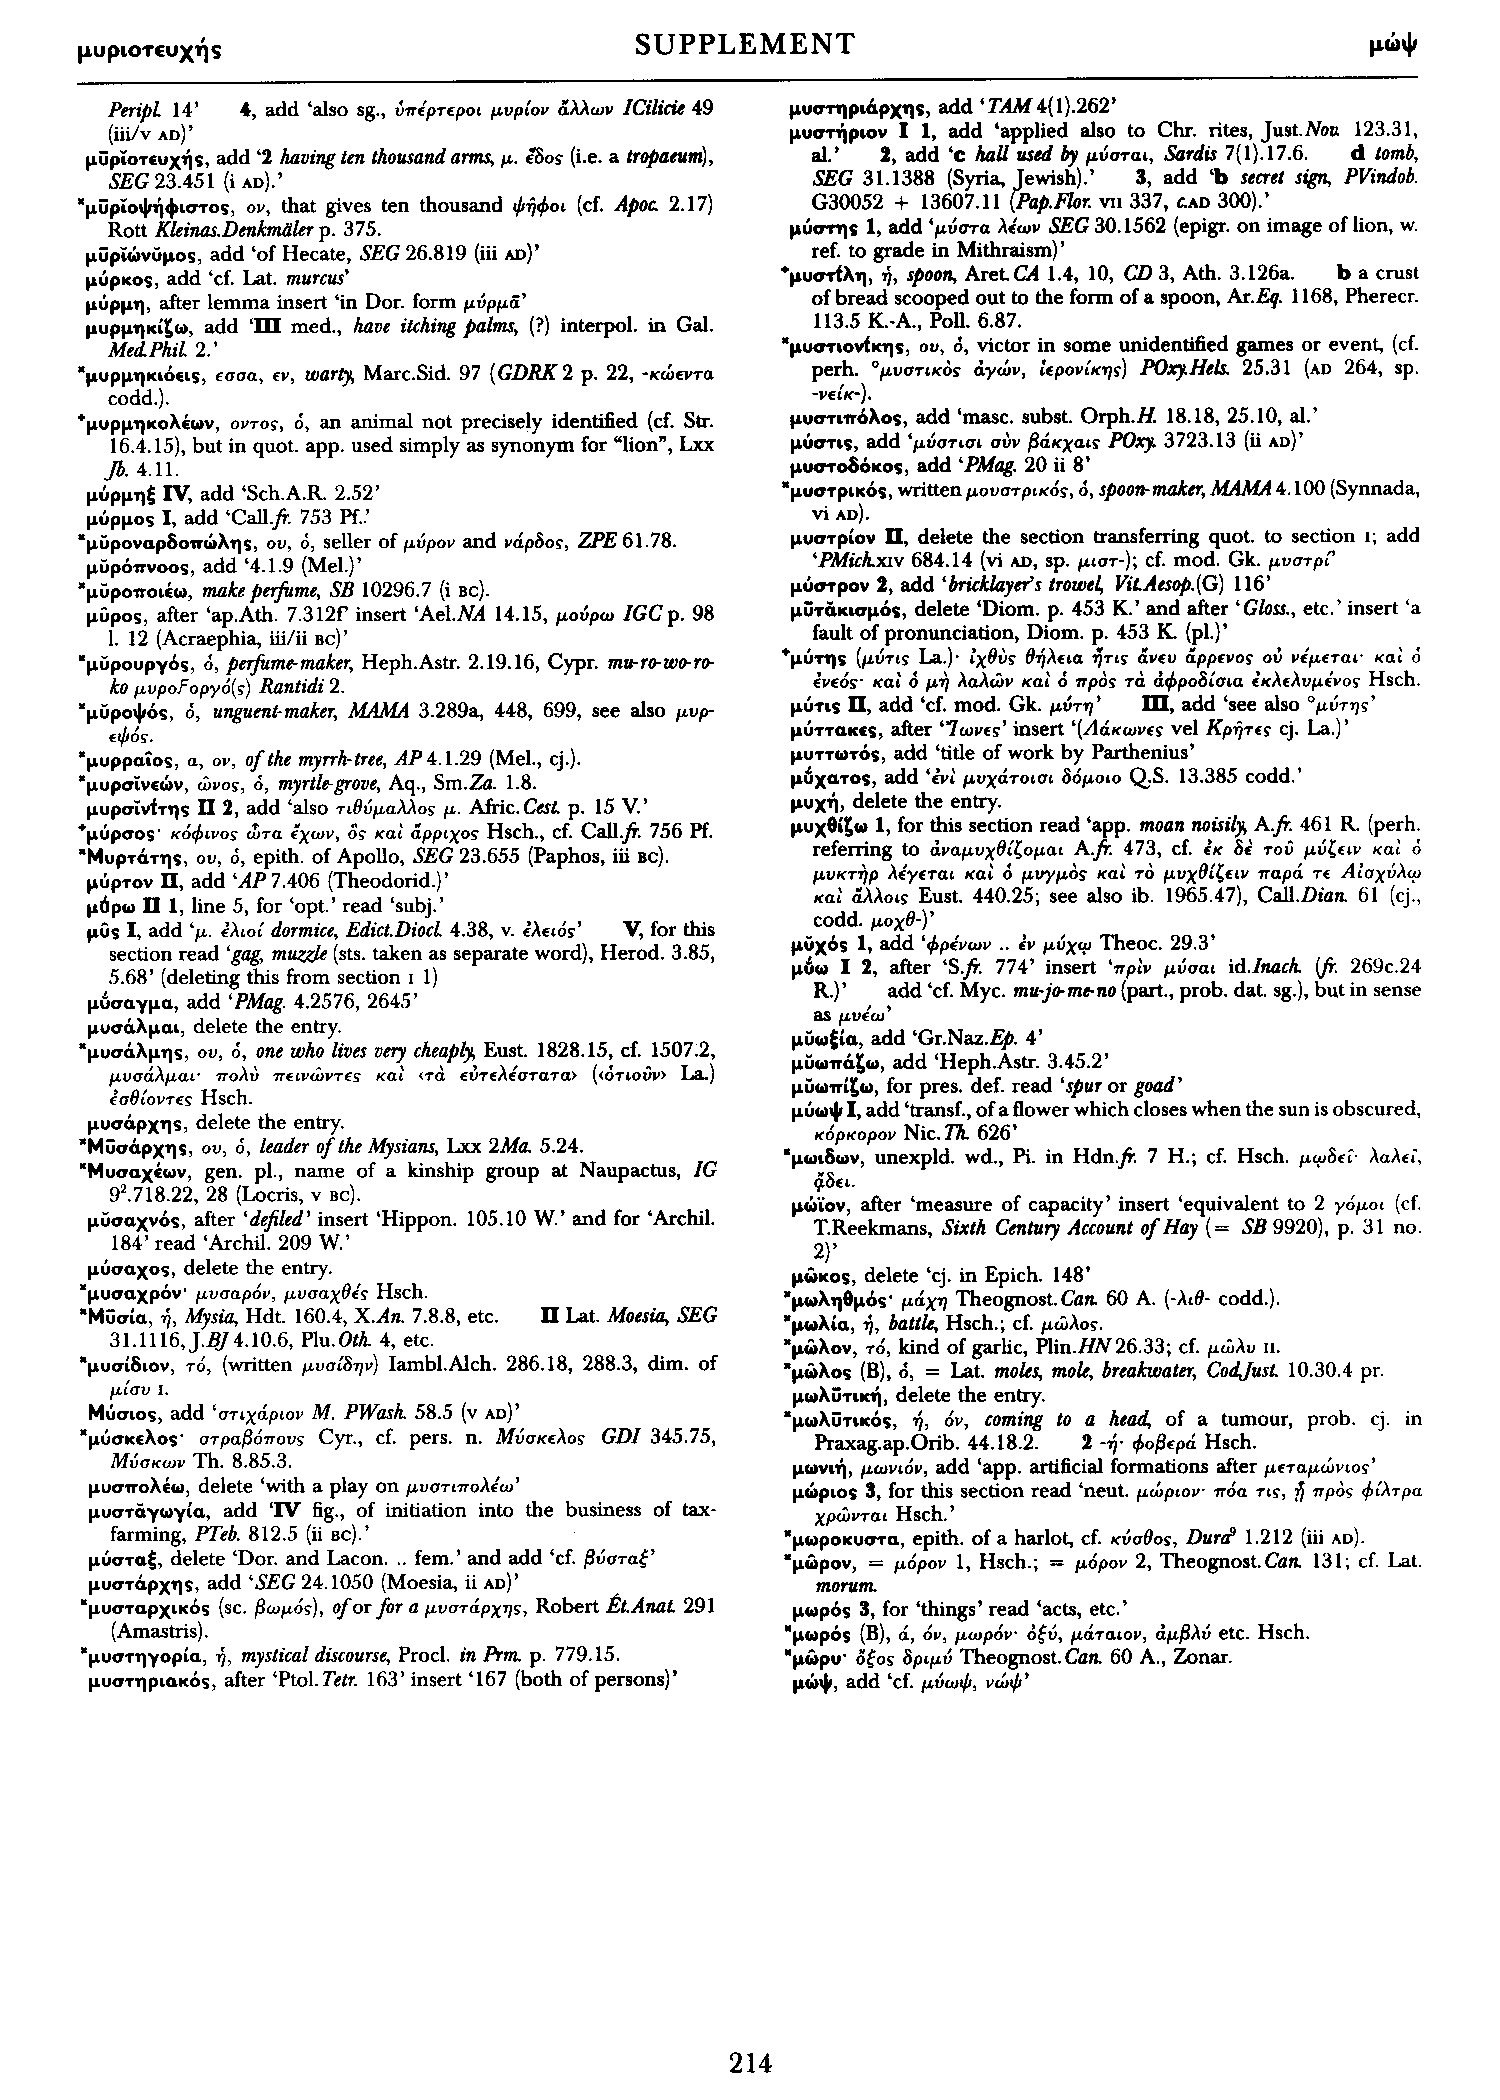 μυριοτευχής
SUPPLEMENT
μώψ
Peripl. 14’ 4, add ‘also sg., ὑπέρτεροι μυρίον ἄλλων ICilicie 49
(iii/v AD)’
μῡρῐοτευχής, add ‘2 having ten thousand arms, μ. ἕδος (i.e. a tropaeum),
SEG 23.451 (i AD).’
*μῡρῐοψήφιστος, ον, that gives ten thousand ψῆφοι (cf. Apoc. 2.17)
Rott Kleinas.Denkmäler p. 375.
μῡρῐώνῠμος, add ‘of Hecate, SEG 26.819 (iii AD)’
μύρκος, add ‘cf. Lat. murcus’
μύρμη, after lemma insert ‘in Dor. form μύρμᾱ’
μυρμηκίζω, add ‘III med., have itching palms, (?) interpol. in Gal.
Med.Phil. 2.’
*μυρμηκιόεις, εσσα, εν, warty, Marc.Sid. 97 (GDRK 2 p. 22, -κώεντα
codd.).
⁺μυρμηκολέων, οντος, ὁ, an animal not precisely identified (cf. Str.
16.4.15), but in quot. app. used simply as synonym for “lion”, Lxx
Jb. 4.11.
μύρμηξ IV, add ‘Sch.A.R. 2.52’
μύρμος I, add ‘Call.fr. 753 Pf.’
*μῠροναρδοπώλης, ου, ὁ, seller of μύρον and νάρδος, ZPE 61.78.
μῠρόπνοος, add ‘4.1.9 (Mel.)’
*μῠροποιέω, make perfume, SB 10296.7 (i BC).
μῦρος, after ‘ap.Ath. 7.312f’ insert ‘Ael.NA 14.15, μούρω IGC p. 98
l. 12 (Acraephia, iii/ii BC)’
*μῠρουργός, ὁ, perfume-maker, Heph.Astr. 2.19.16, Cypr. mu-ro-wo-ro-
ko μυροϝοργό(ς) Rantidi 2.
*μῠροψός, ὁ, unguent-maker, MAMA 3.289a, 448, 699, see also μυρ-
εψός.
*μυρραῖος, α, ον, of the myrrh-tree, AP 4.1.29 (Mel., cj.).
*μυρσῐνεών, ῶνος, ὁ, myrtle-grove, Aq., Sm.Za. 1.8.
μυρσῐνίτης II 2, add ‘also τιθύμαλλος μ. Afric.Cest. p. 15 V.’
⁺μύρσος· κόφινος ὦτα ἔχων, ὃς καὶ ἄρριχος Hsch., cf. Call.fr. 756 Pf.
*Μυρτάτης, ου, ὁ, epith. of Apollo, SEG 23.655 (Paphos, iii BC).
μύρτον II, add ‘AP 7.406 (Theodorid.)’
μύρω II 1, line 5, for ‘opt.’ read ‘subj.’
μῦς I, add ‘μ. ἐλιοί dormice, Edict.Diocl. 4.38, v. ἐλειός’ V, for this
section read ‘gag, muzzle (sts. taken as separate word), Herod. 3.85,
5.68’ (deleting this from section I 1)
μύσαγμα, add ‘PMag. 4.2576, 2645’
μυσάλμαι, delete the entry.
*μυσάλμης, ου, ὁ, one who lives very cheaply, Eust. 1828.15, cf. 1507.2,
μυσάλμαι· πολὺ πεινῶντες καὶ ‹τὰ εὐτελέστατα› (‹ὁτιοῦν› La.)
ἐσθίοντες Hsch.
μυσάρχης, delete the entry.
*Μῡσάρχης, ου, ὁ, leader of the Mysians, Lxx 2Ma. 5.24.
*Μυσαχέων, gen. pl., name of a kinship group at Naupactus, IG
9².718.22, 28 (Locris, v BC).
μῠσαχνός, after ‘defiled’ insert ‘Hippon. 105.10 W.’ and for ‘Archil.
184’ read ‘Archil. 209 W.’
μύσαχος, delete the entry.
*μυσαχρόν· μυσαρόν, μυσαχθές Hsch.
*Μῡσία, ἡ, Mysia, Hdt. 160.4, X.An. 7.8.8, etc. II Lat. Moesia, SEG
31.1116, J.BJ 4.10.6, Plu.Oth. 4, etc.
*μυσίδιον, τό, (written μυσίδην) Iambl.Alch. 286.18, 288.3, dim. of
μίσυ I.
Μύσιος, add ‘στιχάριον Μ. PWash. 58.5 (v AD)’
*μύσκελος· στραβόπους Cyr., cf. pers. n. Μύσκελος GDI 345.75,
Μύσκων Th. 8.85.3.
μυσπολέω, delete ‘with a play on μυστιπολέω’
μυστᾰγωγία, add ‘IV fig., of initiation into the business of tax-
farming, PTeb. 812.5 (ii BC).’
μύσταξ, delete ‘Dor. and Lacon. .. fem.’ and add ‘cf. βύσταξ’
μυστάρχης, add ‘SEG 24.1050 (Moesia, ii AD)’
*μυσταρχικός (sc. βωμός), of or for a μυστάρχης, Robert Ét.Anat. 291
(Amastris).
*μυστηγορία, ἡ, mystical discourse, Procl. in Prm. p. 779.15.
μυστηριακός, after ‘Ptol.Tetr. 163’ insert ‘167 (both of persons)’
μυστηριάρχης, add ‘TAM 4(1).262’
μυστήριον I 1, add ‘applied also to Chr. rites, Just.Nov. 123.31,
al.’ 2, add ‘c hall used by μύσται, Sardis 7(1).17.6. d tomb,
SEG 31.1388 (Syria, Jewish).’ 3, add ‘b secret sign, PVindob.
G30052 + 13607.11 (Pap.Flor. VII 337, c.AD 300).’
μύστης 1, add ‘μύστα λέων SEG 30.1562 (epigr. on image of lion, w.
ref. to grade in Mithraism)’
⁺μυστίλη, ἡ, spoon, Aret.CA 1.4, 10, CD 3, Ath. 3.126a. b a crust
of bread scooped out to the form of a spoon, Ar.Eq. 1168, Pherecr.
113.5 K.-A., Poll. 6.87.
*μυστιονίκης, ου, ὁ, victor in some unidentified games or event, (cf.
perh. °μυστικὸς ἀγών, ἱερονίκης) POxy.Hels. 25.31 (AD 264, sp.
-νείκ-).
μυστιπόλος, add ‘masc. subst. Orph.H. 18.18, 25.10, al.’
μύστις, add ‘μύστισι σὺν βάκχαις POxy. 3723.13 (ii AD)’
μυστοδόκος, add ‘PMag. 20 ii 8’
*μυστρικός, written μουστρικός, ὁ, spoon-maker, MAMA 4.100 (Synnada,
vi AD).
μυστρίον II, delete the section transferring quot. to section I; add
‘PMich.XIV 684.14 (vi AD, sp. μιστ-); cf. mod. Gk. μυστρί’
μύστρον 2, add ‘bricklayer’s trowel, Vit.Aesop.(G) 116’
μῡτᾰκισμός, delete ‘Diom. p. 453 K.’ and after ‘Gloss., etc.’ insert ‘a
fault of pronunciation, Diom. p. 453 K. (pl.)’
⁺μύτης (μύτις La.)· ἰχθὺς θήλεια ἥτις ἄνευ ἄρρενος οὐ νέμεται· καὶ ὁ
ἐνεός· καὶ ὁ μὴ λαλῶν καὶ ὁ πρὸς τὰ ἀφροδίσια ἐκλελυμένος Hsch.
μύτις II, add ‘cf. mod. Gk. μύτη’ III, add ‘see also °μύτης’
μύττακες, after ‘Ἴωνες’ insert ‘(Λάκωνες vel Κρῆτες cj. La.)’
μυττωτός, add ‘title of work by Parthenius’
μύχατος, add ‘ἐνὶ μυχάτοισι δόμοιο Q.S. 13.385 codd.’
μυχή, delete the entry.
μυχθίζω 1, for this section read ‘app. moan noisily, A.fr. 461 R. (perh.
referring to ἀναμυχθίζομαι A.fr. 473, cf. ἐκ δὲ τοῦ μύζειν καὶ ὁ
μυκτὴρ λέγεται καὶ ὁ μυγμὸς καὶ τὸ μυχθίζειν παρά τε Αἰσχύλῳ
καὶ ἄλλοις Eust. 440.25; see also ib. 1965.47), Call.Dian. 61 (cj.,
codd. μοχθ-)’
μῠχός 1, add ‘φρένων .. ἐν μύχῳ Theoc. 29.3’
μύω I 2, after ‘S.fr. 774’ insert ‘πρὶν μύσαι id.Inach. (fr. 269c.24
R.)’ add ‘cf. Myc. mu-jo-me-no (part., prob. dat. sg.), but in sense
as μυέω’
μῠωξία, add ‘Gr.Naz.Ep. 4’
μῠωπάζω, add ‘Heph.Astr. 3.45.2’
μῠωπίζω, for pres. def. read ‘spur or goad’
μύωψ I, add ‘transf., of a flower which closes when the sun is obscured,
κόρκορον Nic.Th. 626’
*μωιδων, unexpld. wd., Pi. in Hdn.fr. 7 H.; cf. Hsch. μῳδεῖ· λαλεῖ,
ᾄδει.
μώϊον, after ‘measure of capacity’ insert ‘equivalent to 2 γόμοι (cf.
T.Reekmans, Sixth Century Account of Hay (= SB 9920), p. 31 no.
2)’
μῶκος, delete ‘cj. in Epich. 148’
*μωληθμός· μάχη Theognost.Can. 60 A. (-λιθ- codd.).
*μωλία, ἡ, battle, Hsch.; cf. μῶλος.
*μῶλον, τό, kind of garlic, Plin.HN 26.33; cf. μῶλυ II.
*μῶλος (B), ὁ, = Lat. moles, mole, breakwater, Cod.Just. 10.30.4 pr.
μωλῡτική, delete the entry.
*μωλῡτικός, ή, όν, coming to a head, of a tumour, prob. cj. in
Praxag.ap.Orib. 44.18.2. 2 -ή· φοβερά Hsch.
μωνιή, μωνιόν, add ‘app. artificial formations after μεταμώνιος’
μώριος 3, for this section read ‘neut. μώριον· πόα τις, ᾗ πρὸς φίλτρα
χρῶνται Hsch.’
*μωροκυστα, epith. of a harlot, cf. κύσθος, Dura⁹ 1.212 (iii AD).
*μῶρον, = μόρον 1, Hsch.; = μόρον 2, Theognost.Can. 131; cf. Lat.
morum.
μωρός 3, for ‘things’ read ‘acts, etc.’
*μωρός (B), ά, όν, μωρόν· ὀξύ, μάταιον, ἀμβλύ etc. Hsch.
*μῶρυ· ὄξος δριμύ Theognost.Can. 60 A., Zonar.
μώψ, add ‘cf. μύωψ, νώψ’
214